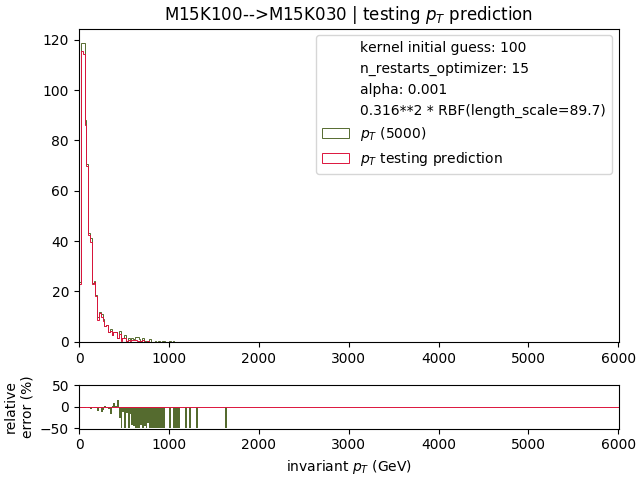 M15K100-->M15K030 | testing p_T prediction
120
100
80
60
40
20
0
kernel initial guess: 100
n_restarts_optimizer: 15
alpha: 0.001
0.316**2 * RBF(length_scale=89.7)
p_T (5000)
p_T testing prediction
0 1000 2000 3000 4000 5000 6000
relative
error (%)
50
0
−50
0 1000 2000 3000 4000 5000 6000
invariant p_T (GeV)